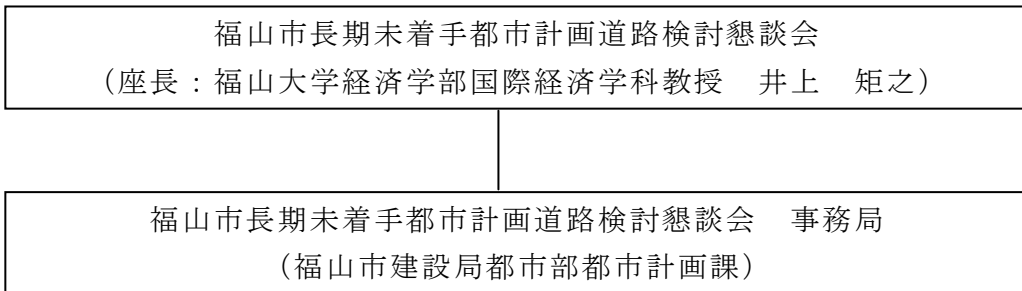 福山市長期未着手都市計画道路検討懇談会
（座長：福山大学経済学部国際経済学科教授　井上　矩之）
福山市長期未着手都市計画道路検討懇談会　事務局
（福山市建設局都市部都市計画課）